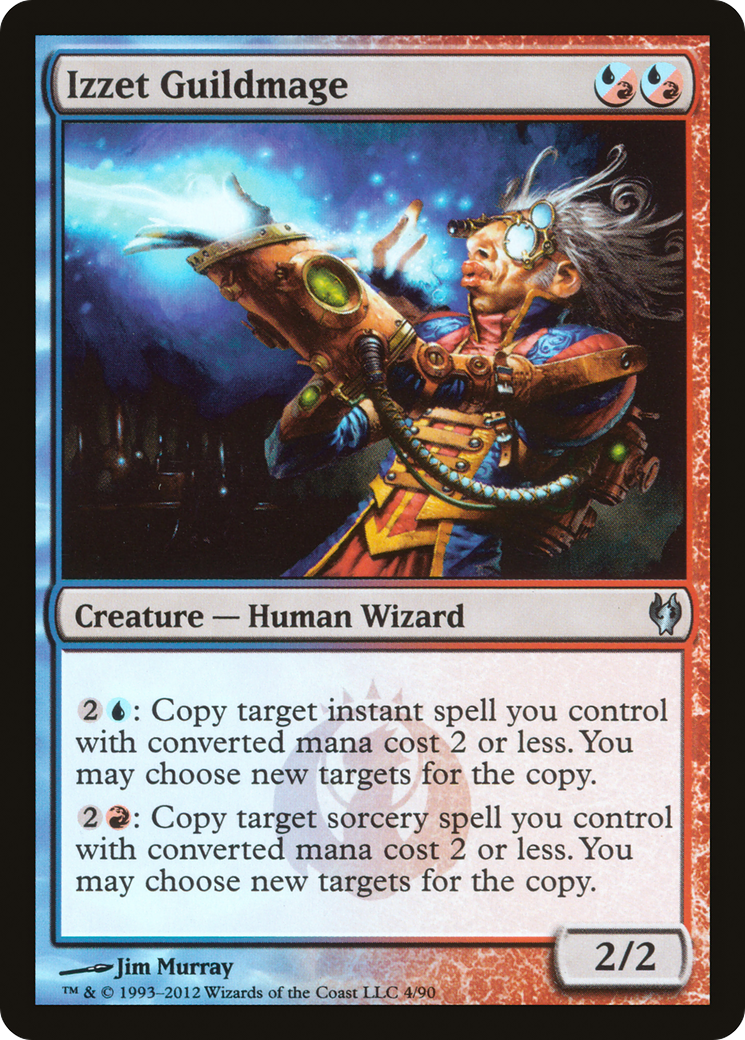 Izzet Guildmage
Creature — Human Wizard
2: Copy target instant spell you control
with converted mana cost 2 or less. You
may choose new targets for the copy.
2: Copy target sorcery spell you control
with converted mana cost 2 or less. You
may choose new targets for the copy.
2/2
Jim Murray
™ & © 1993–2012 Wizards of the Coast LLC 4/90